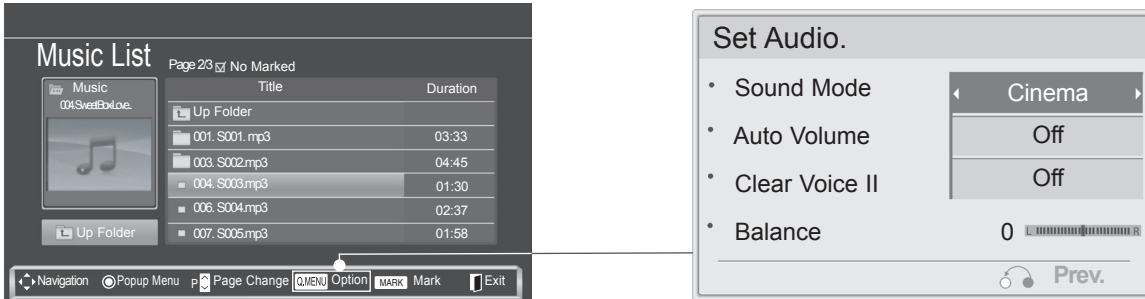 Music List
Page 2/3 No Marked
Music
004.SweetBoxLove..
Up Folder
Title Duration
Up Folder
001. S001. mp3 03:33
003. S002.mp3 04:45
004. S003.mp3 01:30
006. S004.mp3 02:37
007. S005.mp3 01:58
Navigation Popup Menu P Page Change Q.MENU Option MARK Mark Exit
Set Audio.
Sound Mode Cinema
Auto Volume Off
Clear Voice II Off
Balance 0 L R
Prev.